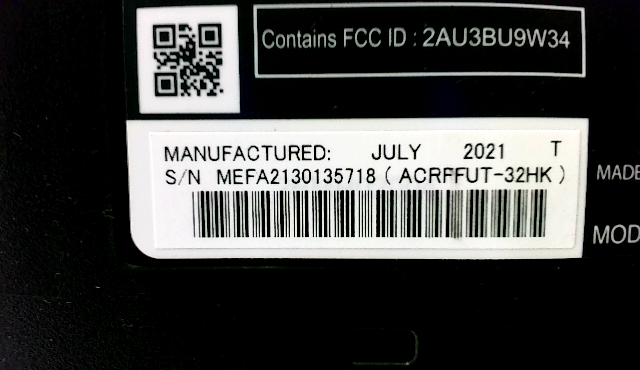 Contains FCC ID : 2AU3BU9W34
MANUFACTURED: JULY 2021 T
S/N MEFA2130135718 ( ACRFFUT-32HK )
MADE
MOD